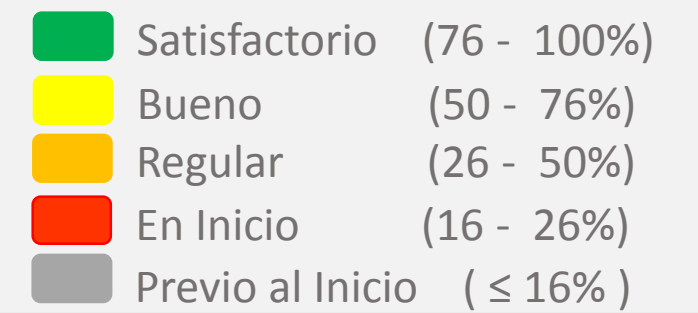 Satisfactorio (76 - 100%)
Bueno (50 - 76%)
Regular (26 - 50%)
En Inicio (16 - 26%)
Previo al Inicio ( ≤ 16% )